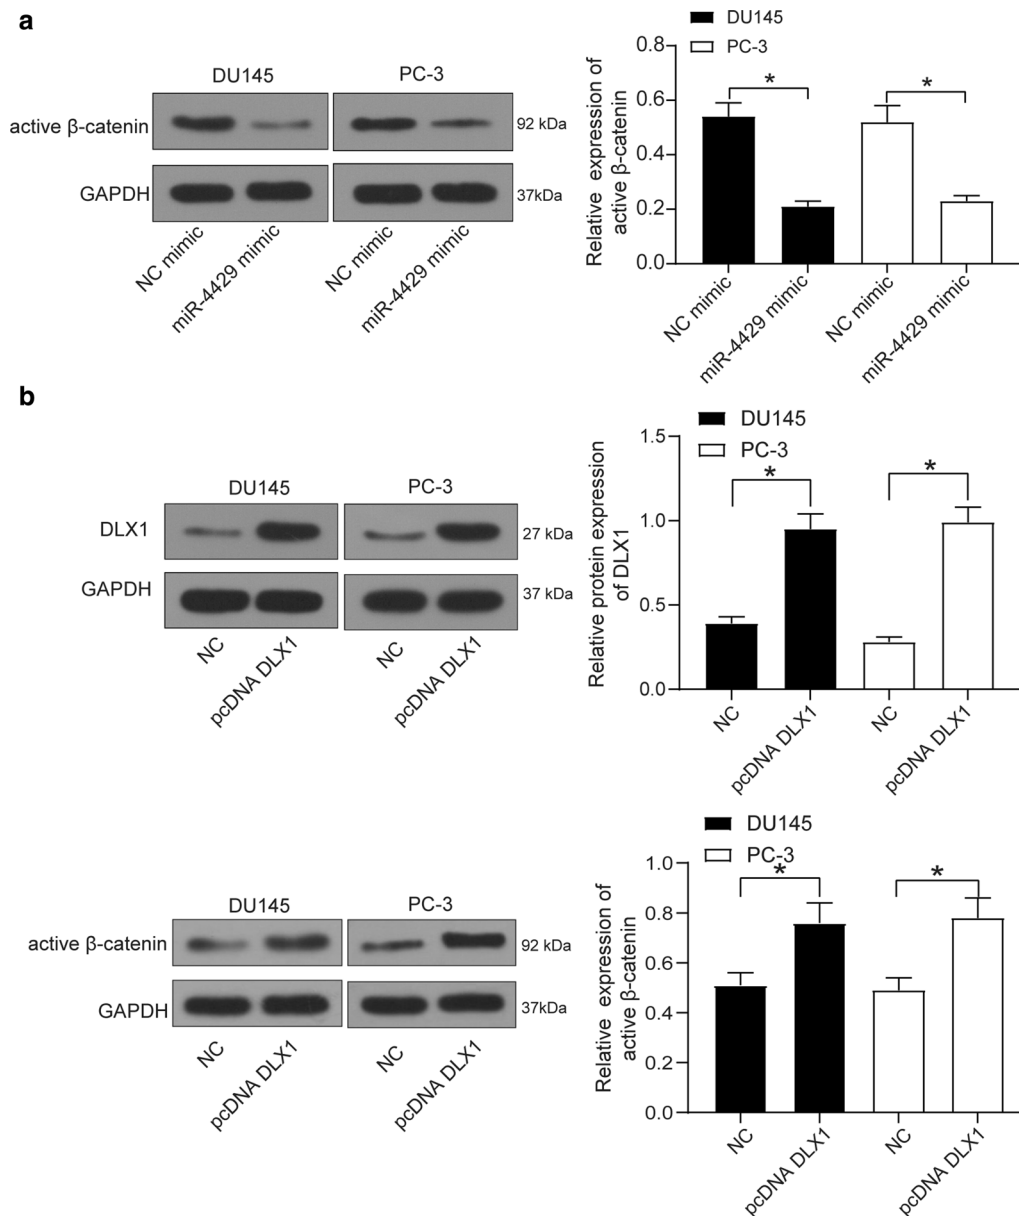 a
DU145 PC-3
active β-catenin 92 kDa
GAPDH 37kDa
NC mimic
miR-4429 mimic
NC mimic
miR-4429 mimic
DU145
PC-3
Relative expression of
active β-catenin
0.8
0.6
0.4
0.2
0.0
* *
NC mimic
miR-4429 mimic
NC mimic
miR-4429 mimic
b
DU145 PC-3
DLX1 27 kDa
GAPDH 37 kDa
NC
pcDNA DLX1
NC
pcDNA DLX1
DU145
PC-3
Relative protein expression
of DLX1
1.5
1.0
0.5
0.0
* *
NC
pcDNA DLX1
NC
pcDNA DLX1
DU145 PC-3
active β-catenin 92 kDa
GAPDH 37kDa
NC
pcDNA DLX1
NC
pcDNA DLX1
DU145
PC-3
Relative expression of
active β-catenin
1.0
0.8
0.6
0.4
0.2
0.0
* *
NC
pcDNA DLX1
NC
pcDNA DLX1